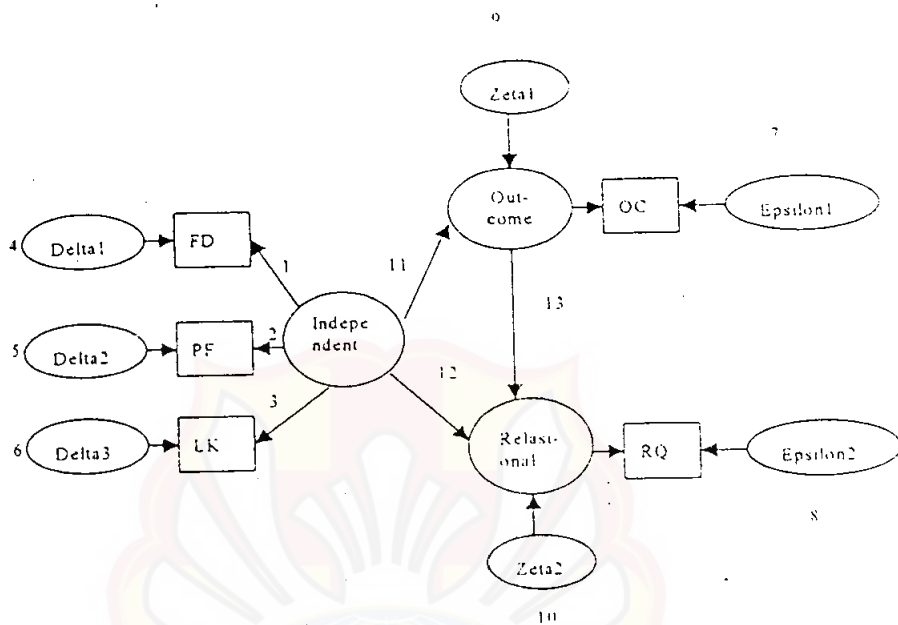 9
Zeta1
7
Out-
come
OC
Epsilon1
4
Delta1
FD
1
11
13
Indepe
ndent
2
5
Delta2
PF
12
3
6
Delta3
LK
Relasi-
onal
RQ
Epsilon2
8
Zeta2
10